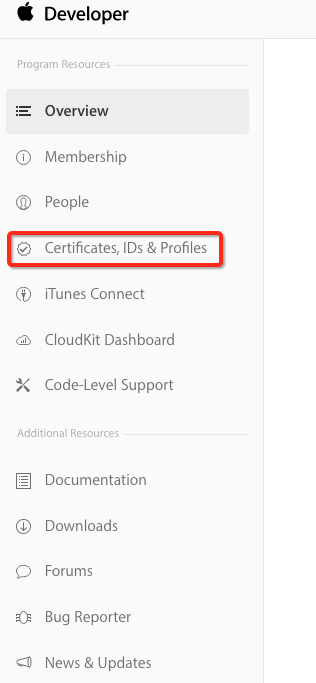 Developer
Program Resources
Overview
Membership
People
Certificates, IDs & Profiles
iTunes Connect
CloudKit Dashboard
Code-Level Support
Additional Resources
Documentation
Downloads
Forums
Bug Reporter
News & Updates